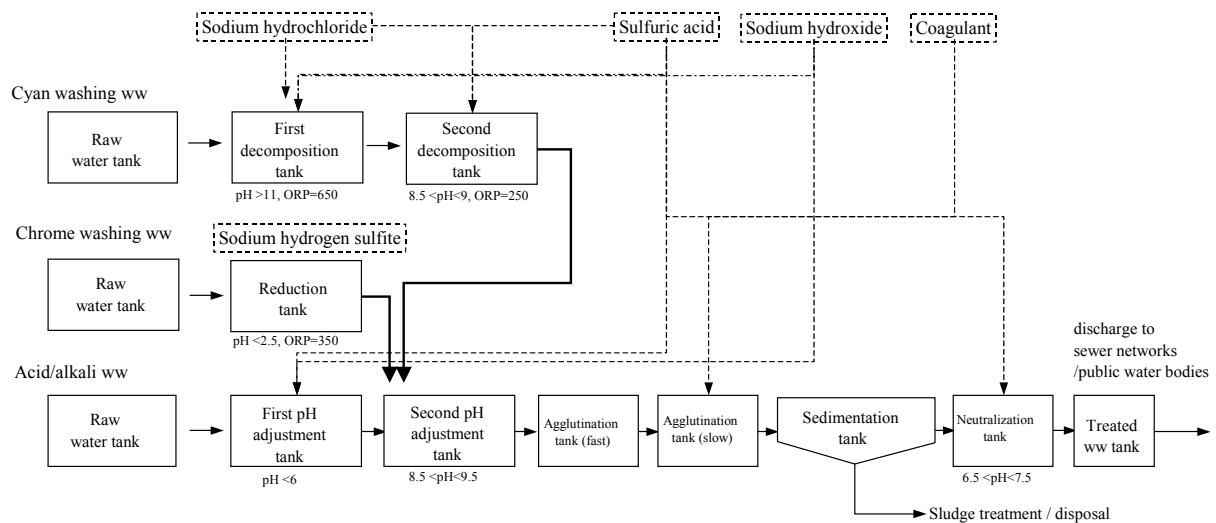 Sodium hydrochloride
Sulfuric acid
Sodium hydroxide
Coagulant
Cyan washing ww
Raw
water tank
First
decomposition
tank
Second
decomposition
tank
pH >11, ORP=650
8.5 <pH<9, ORP=250
Chrome washing ww
Sodium hydrogen sulfite
Raw
water tank
Reduction
tank
pH <2.5, ORP=350
discharge to
sewer networks
/public water bodies
Acid/alkali ww
Raw
water tank
First pH
adjustment
tank
Second pH
adjustment
tank
Agglutination
tank (fast)
Agglutination
tank (slow)
Sedimentation
tank
Neutralization
tank
Treated
ww tank
pH <6
8.5 <pH<9.5
6.5 <pH<7.5
Sludge treatment / disposal